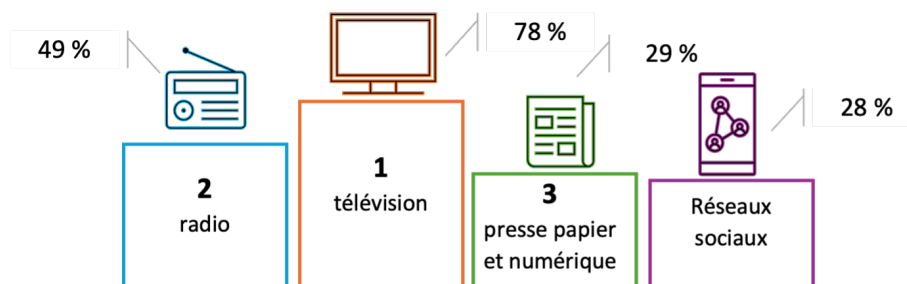 49 %
2
radio
78 %
1
télévision
29 %
3
presse papier
et numérique
28 %
Réseaux
sociaux